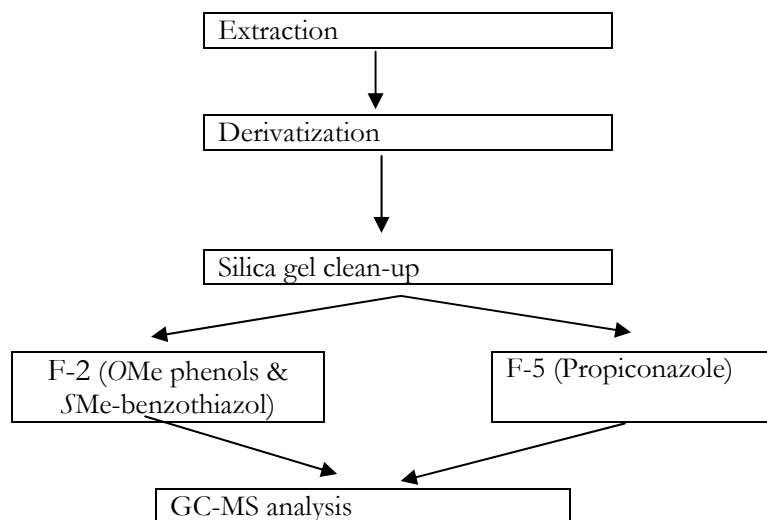 Extraction
Derivatization
Silica gel clean-up
F-2 (OMe phenols &
SMe-benzothiazol)
F-5 (Propiconazole)
GC-MS analysis